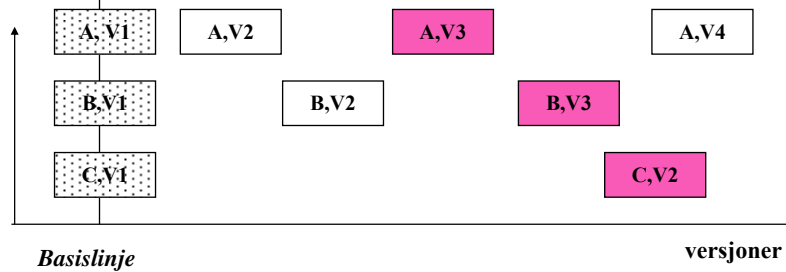 A, V1 A,V2 A,V3 A,V4
B,V1 B,V2 B,V3
C,V1 C,V2
Basislinje versjoner